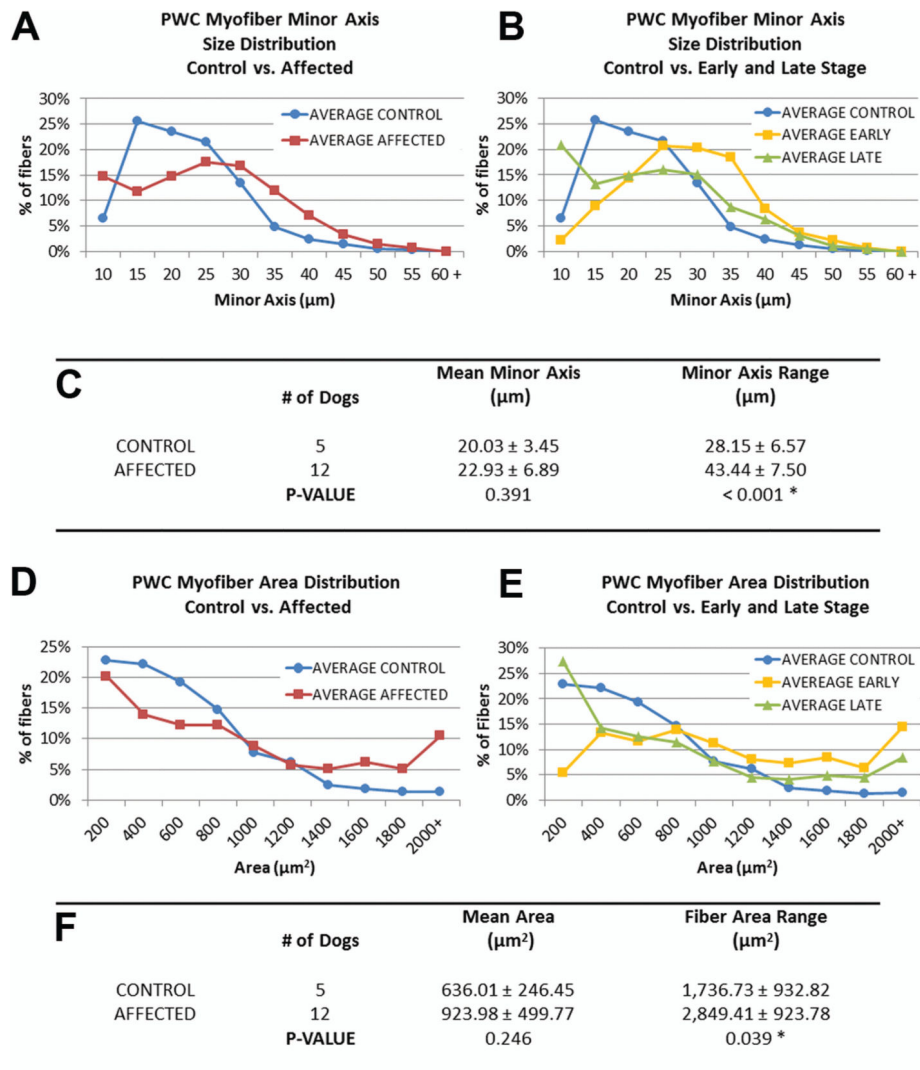 A
PWC Myofiber Minor Axis
Size Distribution
Control vs. Affected
30%
25%
20%
15%
10%
5%
0%
% of fibers
AVERAGE CONTROL
AVERAGE AFFECTED
10 15 20 25 30 35 40 45 50 55 60 +
Minor Axis (µm)
B
PWC Myofiber Minor Axis
Size Distribution
Control vs. Early and Late Stage
30%
25%
20%
15%
10%
5%
0%
% of fibers
AVERAGE CONTROL
AVERAGE EARLY
AVERAGE LATE
10 15 20 25 30 35 40 45 50 55 60 +
Minor Axis (µm)
C
# of Dogs Mean Minor Axis (µm) Minor Axis Range (µm)
CONTROL 5 20.03 ± 3.45 28.15 ± 6.57
AFFECTED 12 22.93 ± 6.89 43.44 ± 7.50
P-VALUE 0.391 < 0.001 *
D
PWC Myofiber Area Distribution
Control vs. Affected
25%
20%
15%
10%
5%
0%
% of fibers
AVERAGE CONTROL
AVERAGE AFFECTED
200 400 600 800 1000 1200 1400 1600 1800 2000+
Area (µm²)
E
PWC Myofiber Area Distribution
Control vs. Early and Late Stage
30%
25%
20%
15%
10%
5%
0%
% of Fibers
AVERAGE CONTROL
AVEREAGE EARLY
AVERAGE LATE
200 400 600 800 1000 1200 1400 1600 1800 2000+
Area (µm²)
F
# of Dogs Mean Area (µm²) Fiber Area Range (µm²)
CONTROL 5 636.01 ± 246.45 1,736.73 ± 932.82
AFFECTED 12 923.98 ± 499.77 2,849.41 ± 923.78
P-VALUE 0.246 0.039 *